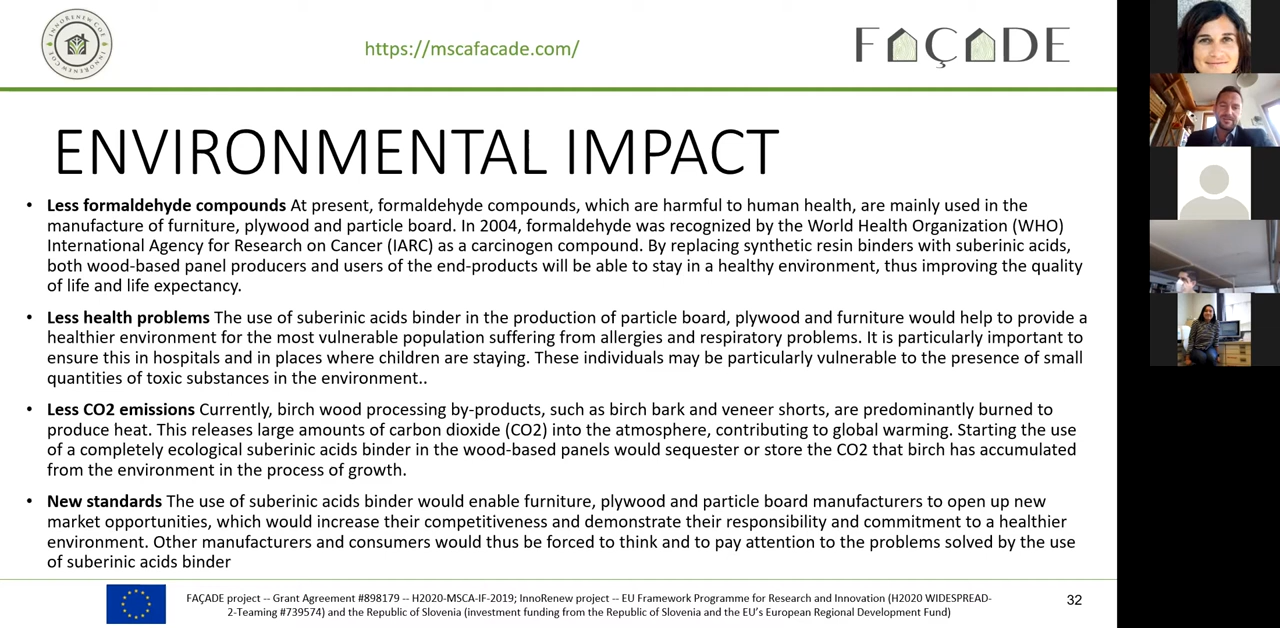 INNORENEW COE
INNORENEW COE
https://mscafacade.com/
FAÇADE
ENVIRONMENTAL IMPACT
• Less formaldehyde compounds At present, formaldehyde compounds, which are harmful to human health, are mainly used in the
manufacture of furniture, plywood and particle board. In 2004, formaldehyde was recognized by the World Health Organization (WHO)
International Agency for Research on Cancer (IARC) as a carcinogen compound. By replacing synthetic resin binders with suberinic acids,
both wood-based panel producers and users of the end-products will be able to stay in a healthy environment, thus improving the quality
of life and life expectancy.
• Less health problems The use of suberinic acids binder in the production of particle board, plywood and furniture would help to provide a
healthier environment for the most vulnerable population suffering from allergies and respiratory problems. It is particularly important to
ensure this in hospitals and in places where children are staying. These individuals may be particularly vulnerable to the presence of small
quantities of toxic substances in the environment..
• Less CO2 emissions Currently, birch wood processing by-products, such as birch bark and veneer shorts, are predominantly burned to
produce heat. This releases large amounts of carbon dioxide (CO2) into the atmosphere, contributing to global warming. Starting the use
of a completely ecological suberinic acids binder in the wood-based panels would sequester or store the CO2 that birch has accumulated
from the environment in the process of growth.
• New standards The use of suberinic acids binder would enable furniture, plywood and particle board manufacturers to open up new
market opportunities, which would increase their competitiveness and demonstrate their responsibility and commitment to a healthier
environment. Other manufacturers and consumers would thus be forced to think and to pay attention to the problems solved by the use
of suberinic acids binder
FAÇADE project -- Grant Agreement #898179 -- H2020-MSCA-IF-2019; InnoRenew project -- EU Framework Programme for Research and Innovation (H2020 WIDESPREAD-
2-Teaming #739574) and the Republic of Slovenia (investment funding from the Republic of Slovenia and the EU's European Regional Development Fund)
32